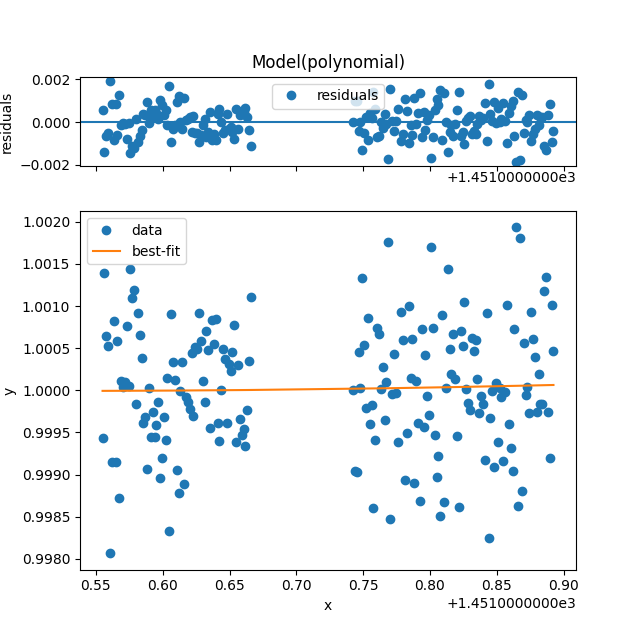 Model(polynomial)
0.002
0.000
−0.002
residuals
residuals
+1.4510000000e3
1.0020
1.0015
1.0010
1.0005
1.0000
0.9995
0.9990
0.9985
0.9980
y
data
best-fit
0.55 0.60 0.65 0.70 0.75 0.80 0.85 0.90
x
+1.4510000000e3